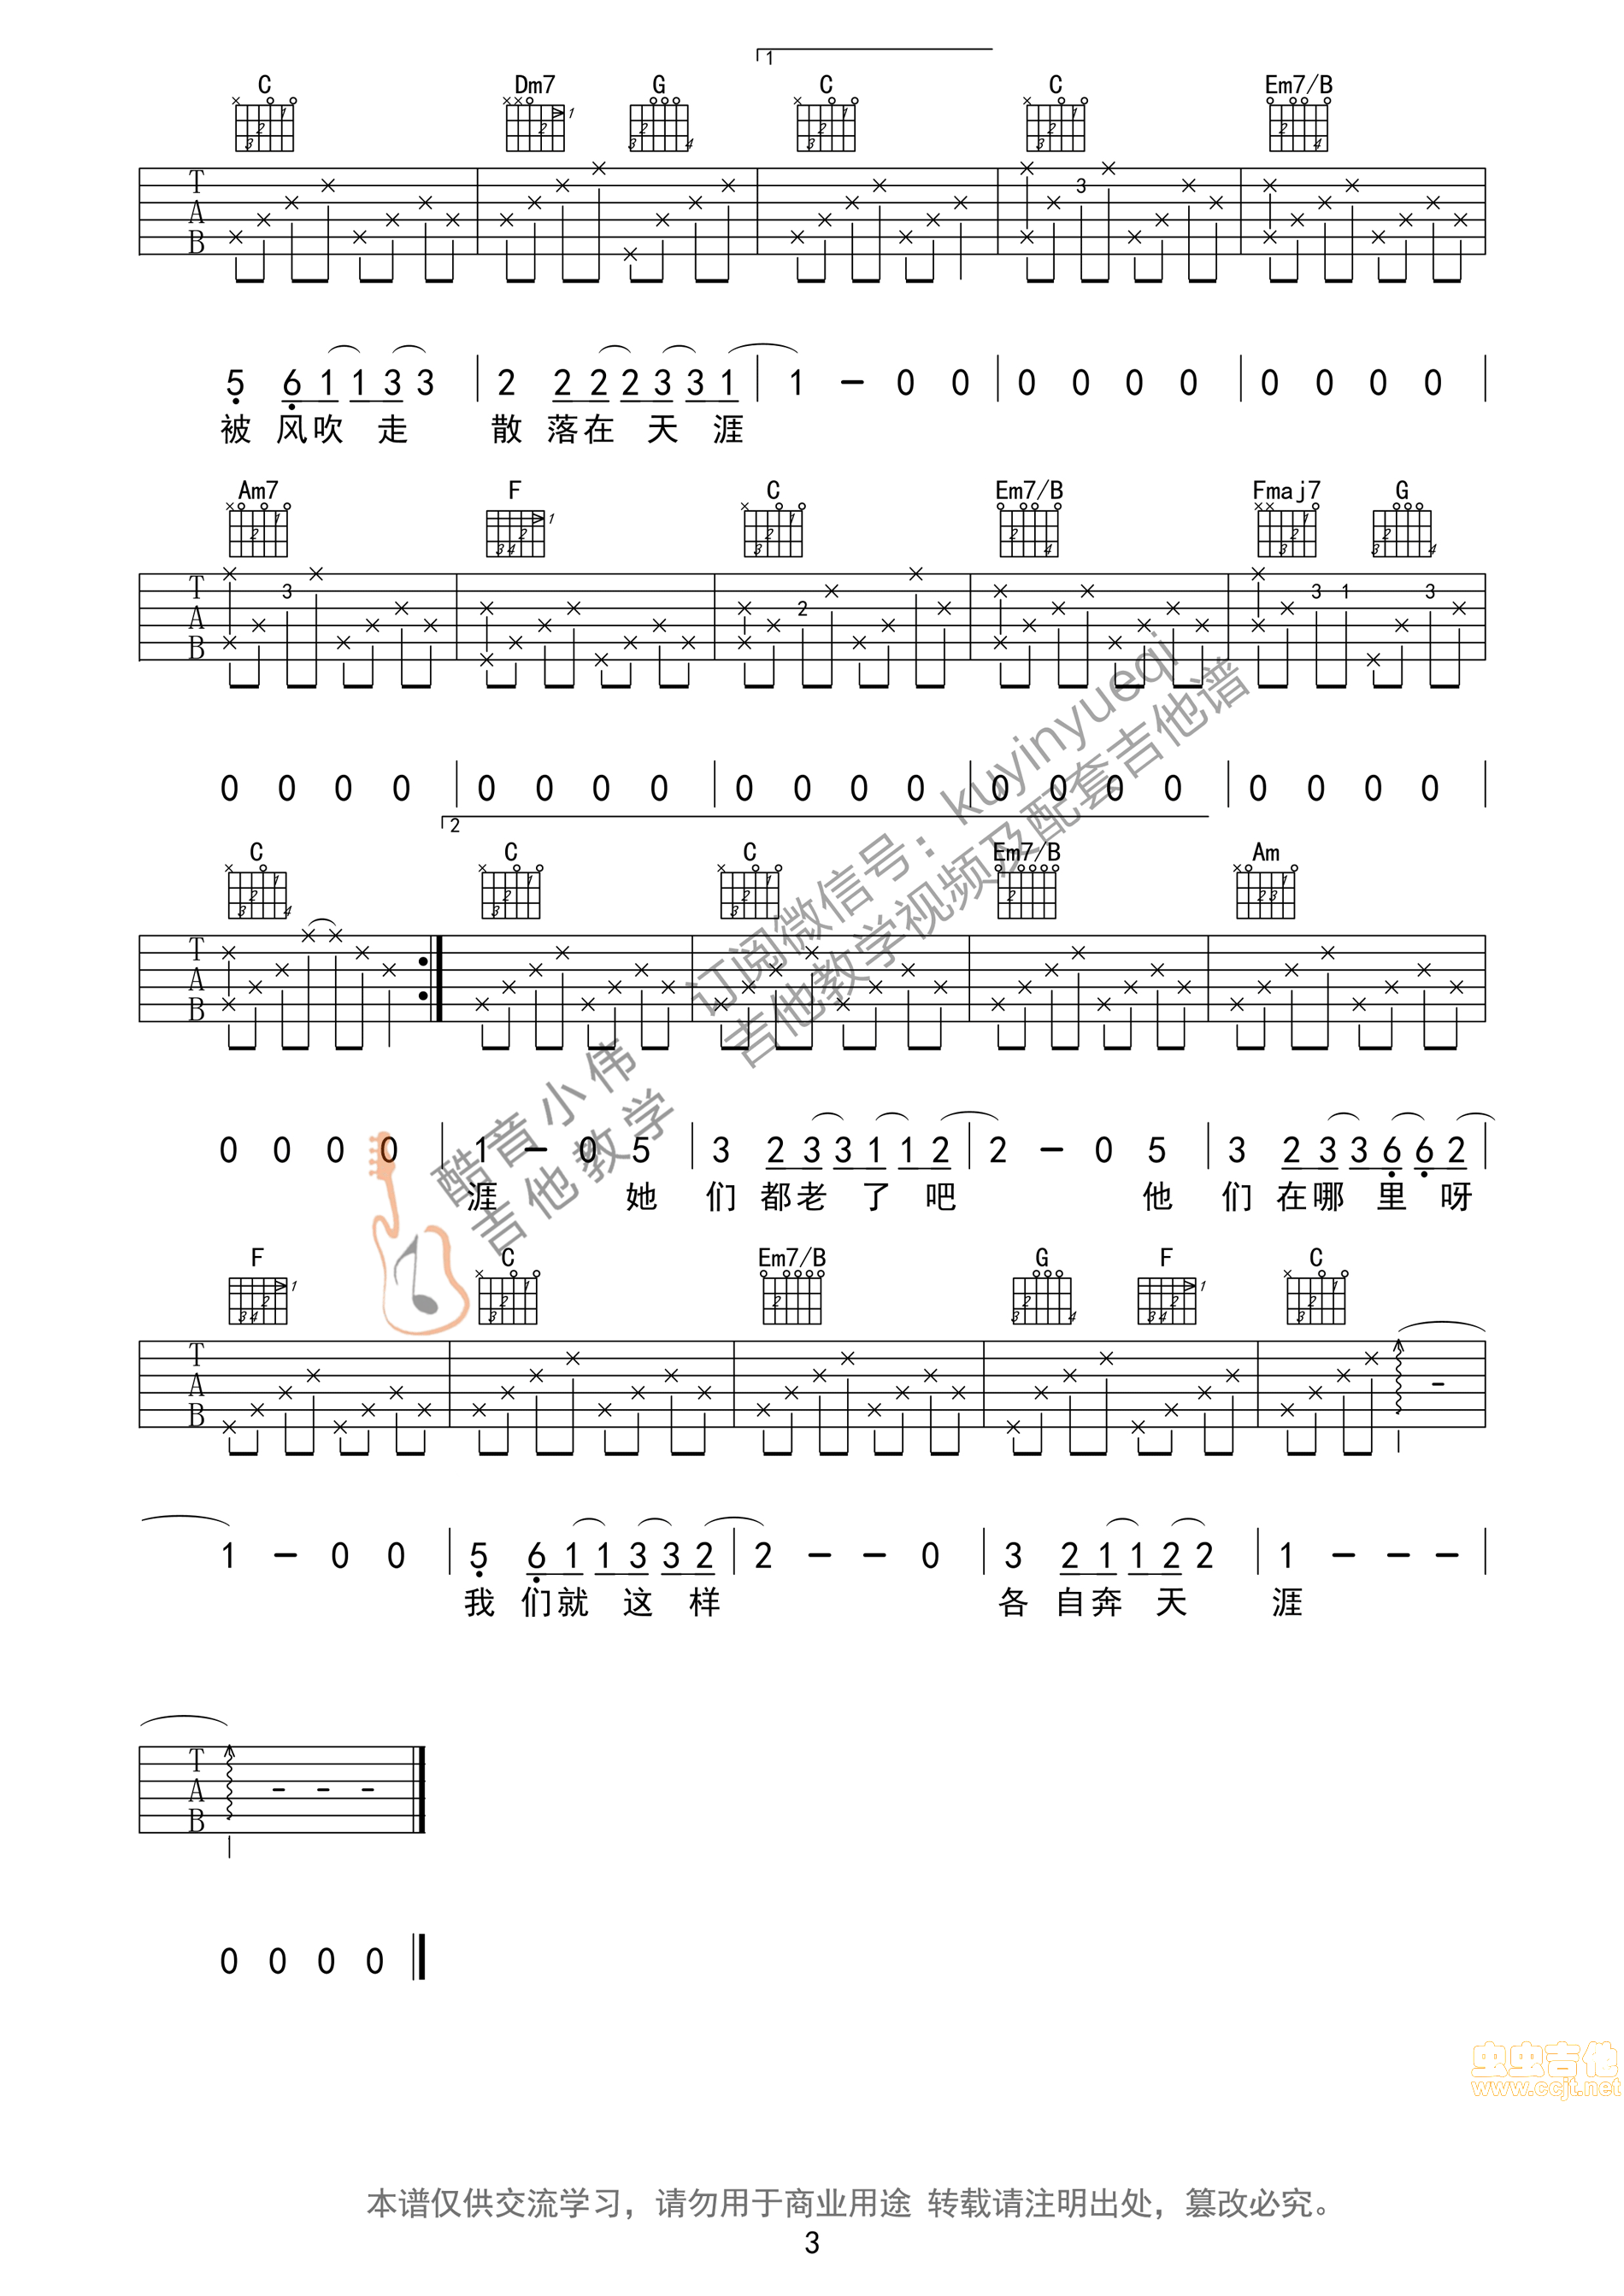 1
C Dm7 G C C Em7/B
T
A
B
3
5 6 1 1 3 3 | 2 2 2 2 3 3 1 | 1 - 0 0 | 0 0 0 0 | 0 0 0 0 |
被 风 吹 走 散 落 在 天 涯
Am7 F C Em7/B Fmaj7 G
T
A
B
3 2 3 1 3
0 0 0 0 | 0 0 0 0 | 0 0 0 0 | 0 0 0 0 | 0 0 0 0 |
2
C C C Em7/B Am
T
A
B
0 0 0 0 | 1 - 0 5 | 3 2 3 3 1 1 2 | 2 - 0 5 | 3 2 3 3 6 6 2 |
涯 她 们 都 老 了 吧 他 们 在 哪 里 呀
F C Em7/B G F C
T
A
B
1 - 0 0 | 5 6 1 1 3 3 2 | 2 - - 0 | 3 2 1 1 2 2 | 1 - - - |
我 们 就 这 样 各 自 奔 天 涯
T
A
B
0 0 0 0
酷音小伟
吉他教学
订阅微信号：kuyinyueqi
吉他教学视频及配套吉他谱
虫虫吉他
www.ccjt.net
本谱仅供交流学习，请勿用于商业用途 转载请注明出处，篡改必究。
3